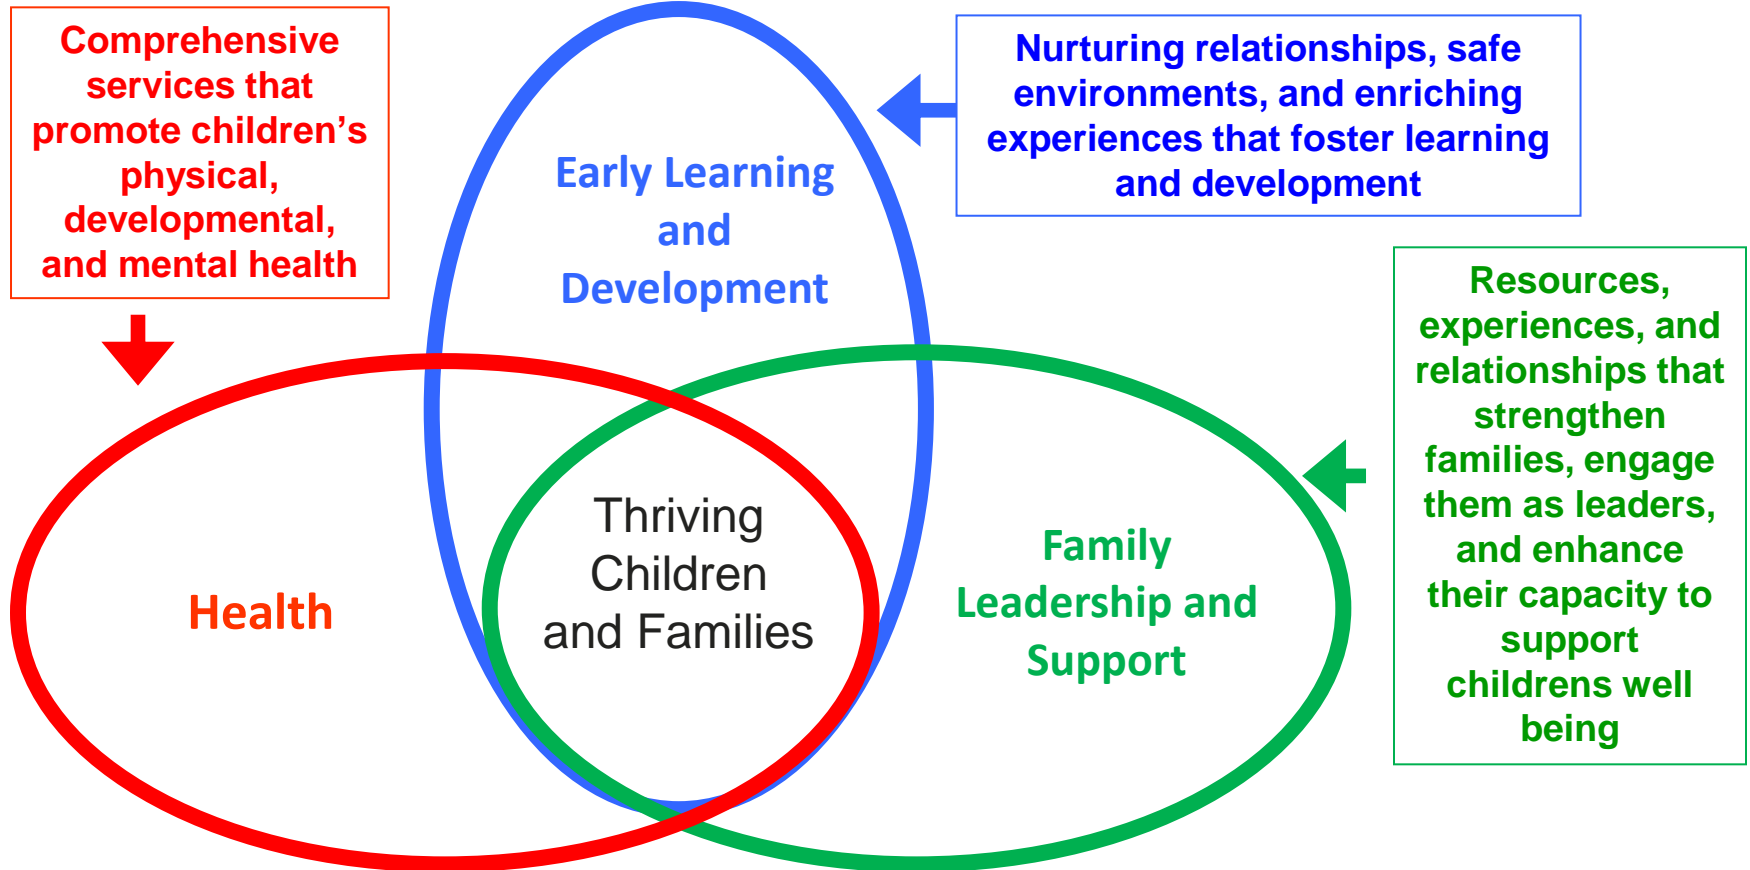 Comprehensive
services that
promote children’s
physical,
developmental,
and mental health
Nurturing relationships, safe
environments, and enriching
experiences that foster learning
and development
Early Learning
and
Development
Resources,
experiences, and
relationships that
strengthen
families, engage
them as leaders,
and enhance
their capacity to
support
childrens well
being
Health
Thriving
Children
and Families
Family
Leadership and
Support